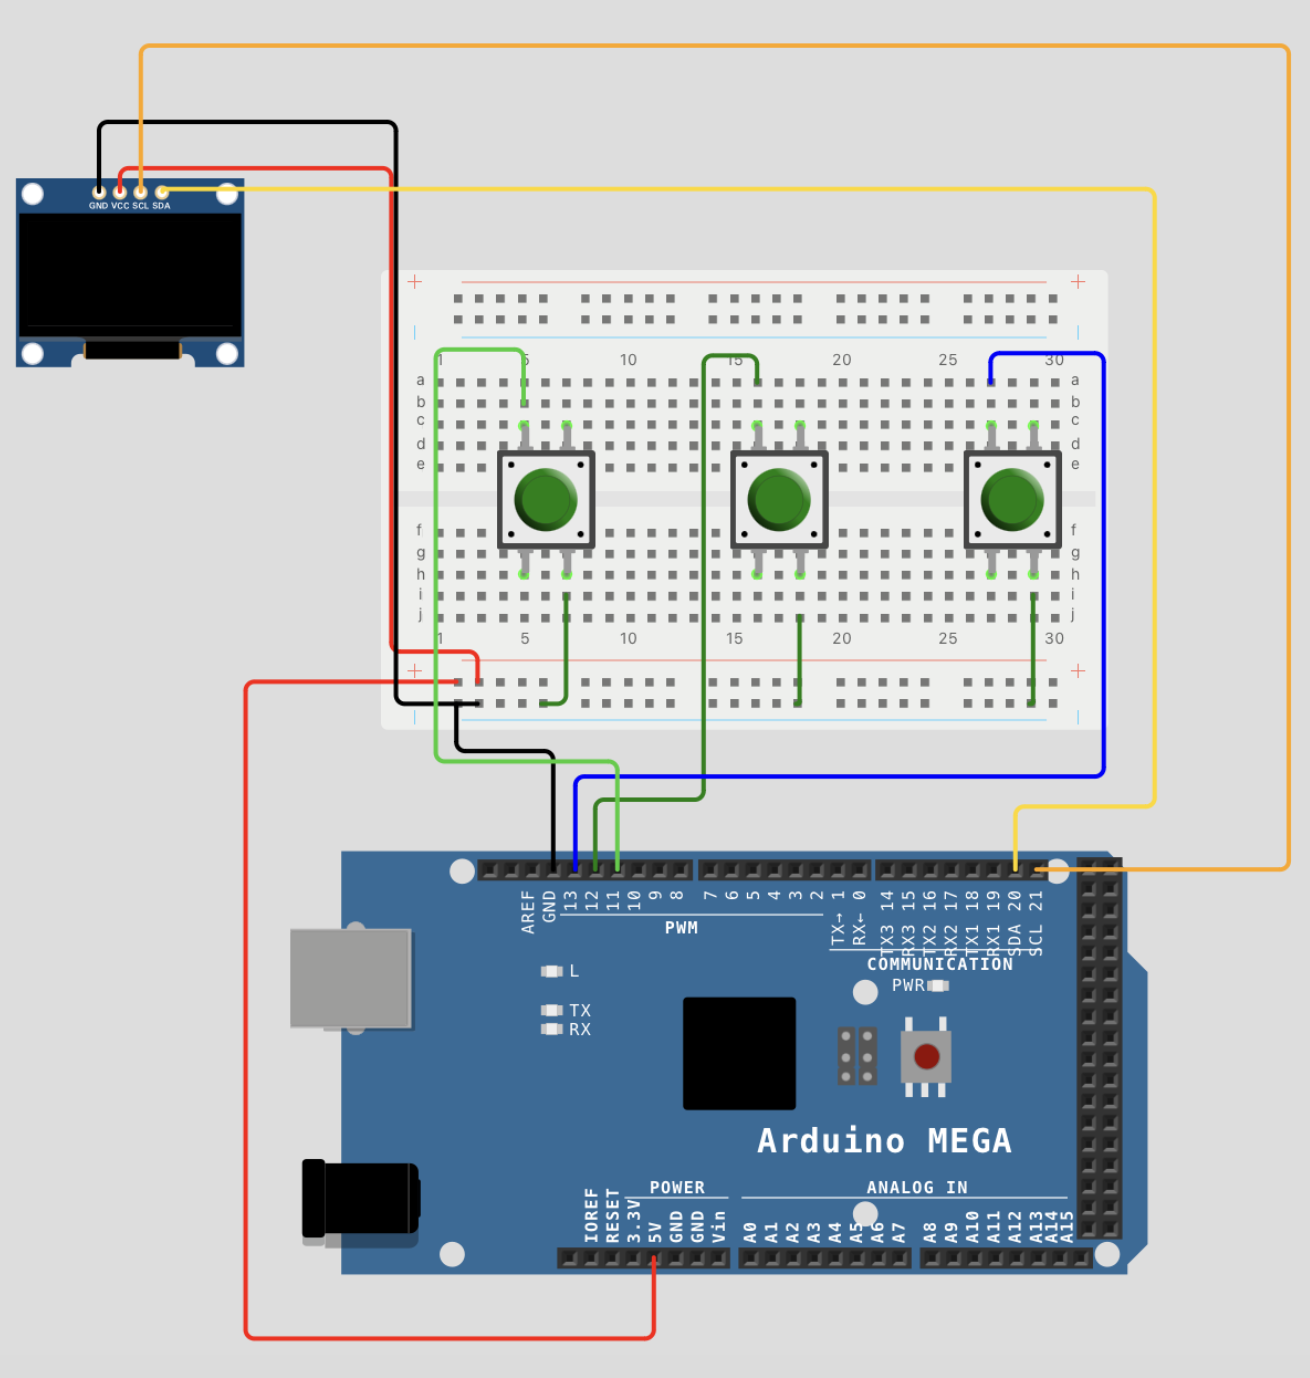 GND VCC SCL SDA
+ +
1 5 10 15 20 25 30
a a
b b
c c
d d
e e
f f
g g
h h
i i
j j
1 5 10 15 20 25 30
+ +
AREF GND 13 12 11 10 9 8 7 6 5 4 3 2 TX→ 1 RX← 0 TX3 14 RX3 15 TX2 16 RX2 17 TX1 18 RX1 19 SDA 20 SCL 21
PWM
COMMUNICATION
L
PWR
TX
RX
Arduino MEGA
POWER ANALOG IN
IOREF RESET 3.3V 5V GND GND Vin A0 A1 A2 A3 A4 A5 A6 A7 A8 A9 A10 A11 A12 A13 A14 A15